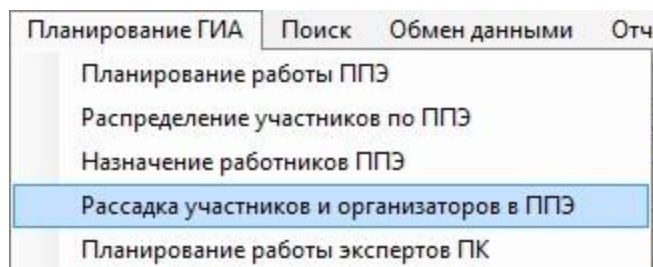 Планирование ГИА Поиск Обмен данными Отч
Планирование работы ППЭ
Распределение участников по ППЭ
Назначение работников ППЭ
Рассадка участников и организаторов в ППЭ
Планирование работы экспертов ПК